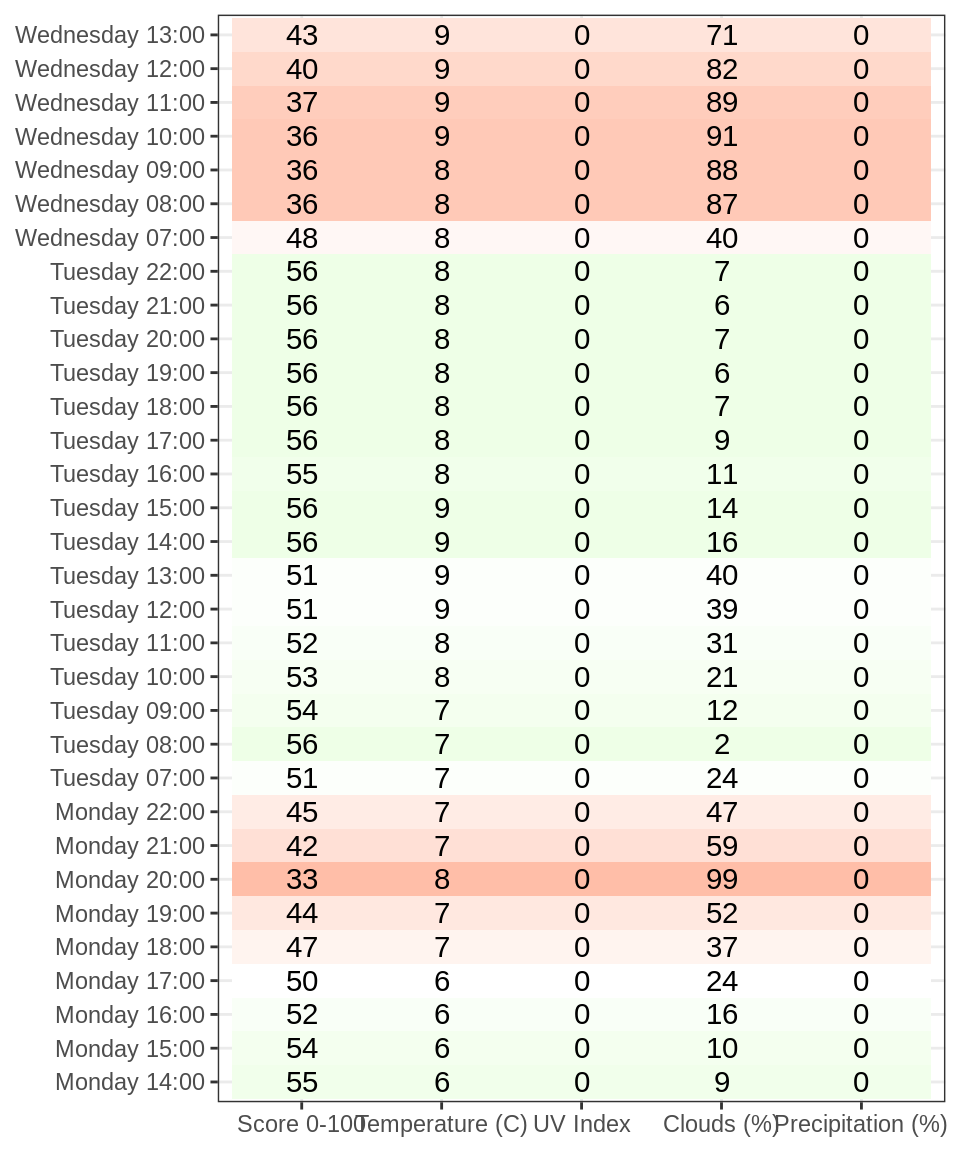 Wednesday 13:00 43 9 0 71 0
Wednesday 12:00 40 9 0 82 0
Wednesday 11:00 37 9 0 89 0
Wednesday 10:00 36 9 0 91 0
Wednesday 09:00 36 8 0 88 0
Wednesday 08:00 36 8 0 87 0
Wednesday 07:00 48 8 0 40 0
Tuesday 22:00 56 8 0 7 0
Tuesday 21:00 56 8 0 6 0
Tuesday 20:00 56 8 0 7 0
Tuesday 19:00 56 8 0 6 0
Tuesday 18:00 56 8 0 7 0
Tuesday 17:00 56 8 0 9 0
Tuesday 16:00 55 8 0 11 0
Tuesday 15:00 56 9 0 14 0
Tuesday 14:00 56 9 0 16 0
Tuesday 13:00 51 9 0 40 0
Tuesday 12:00 51 9 0 39 0
Tuesday 11:00 52 8 0 31 0
Tuesday 10:00 53 8 0 21 0
Tuesday 09:00 54 7 0 12 0
Tuesday 08:00 56 7 0 2 0
Tuesday 07:00 51 7 0 24 0
Monday 22:00 45 7 0 47 0
Monday 21:00 42 7 0 59 0
Monday 20:00 33 8 0 99 0
Monday 19:00 44 7 0 52 0
Monday 18:00 47 7 0 37 0
Monday 17:00 50 6 0 24 0
Monday 16:00 52 6 0 16 0
Monday 15:00 54 6 0 10 0
Monday 14:00 55 6 0 9 0
Score 0-100 Temperature (C) UV Index Clouds (%) Precipitation (%)